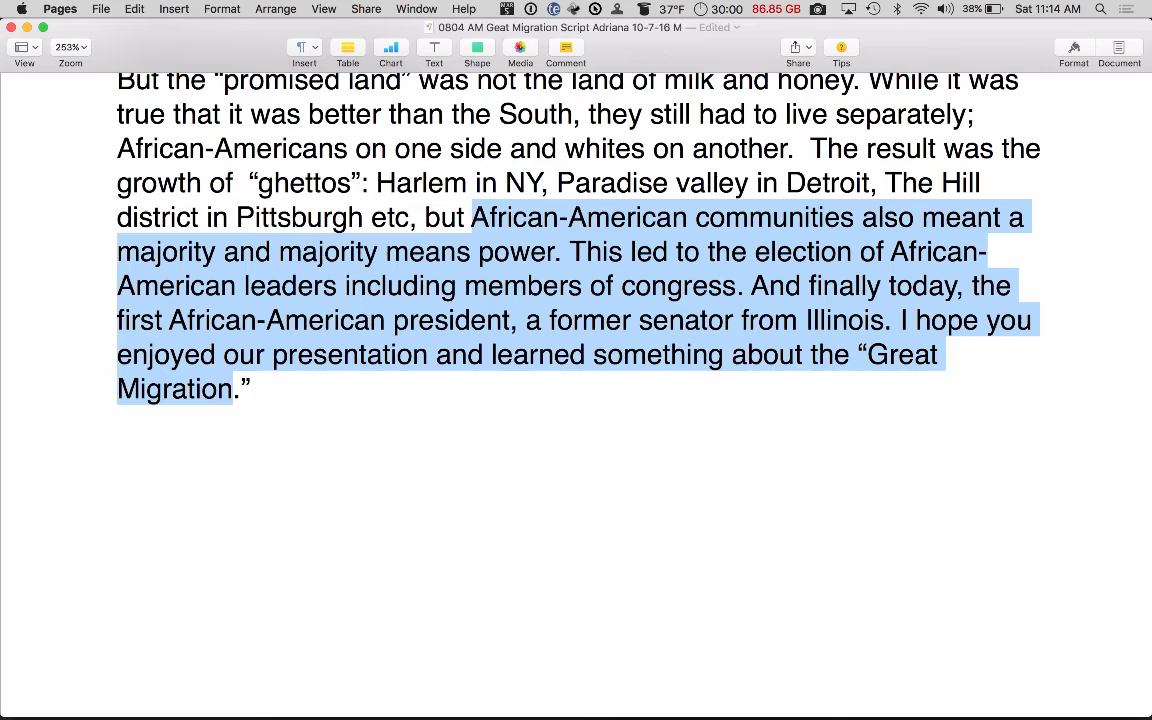 Pages File Edit Insert Format Arrange View Share Window Help 37°F 30:00 86.85 GB 38% Sat 11:14 AM
0804 AM Geat Migration Script Adriana 10-7-16 M — Edited
253%
View Zoom Insert Table Chart Text Shape Media Comment Share Tips Format Document
But the “promised land” was not the land of milk and honey. While it was
true that it was better than the South, they still had to live separately;
African-Americans on one side and whites on another.  The result was the
growth of  “ghettos”: Harlem in NY, Paradise valley in Detroit, The Hill
district in Pittsburgh etc, but African-American communities also meant a
majority and majority means power. This led to the election of African-
American leaders including members of congress. And finally today, the
first African-American president, a former senator from Illinois. I hope you
enjoyed our presentation and learned something about the “Great
Migration.”